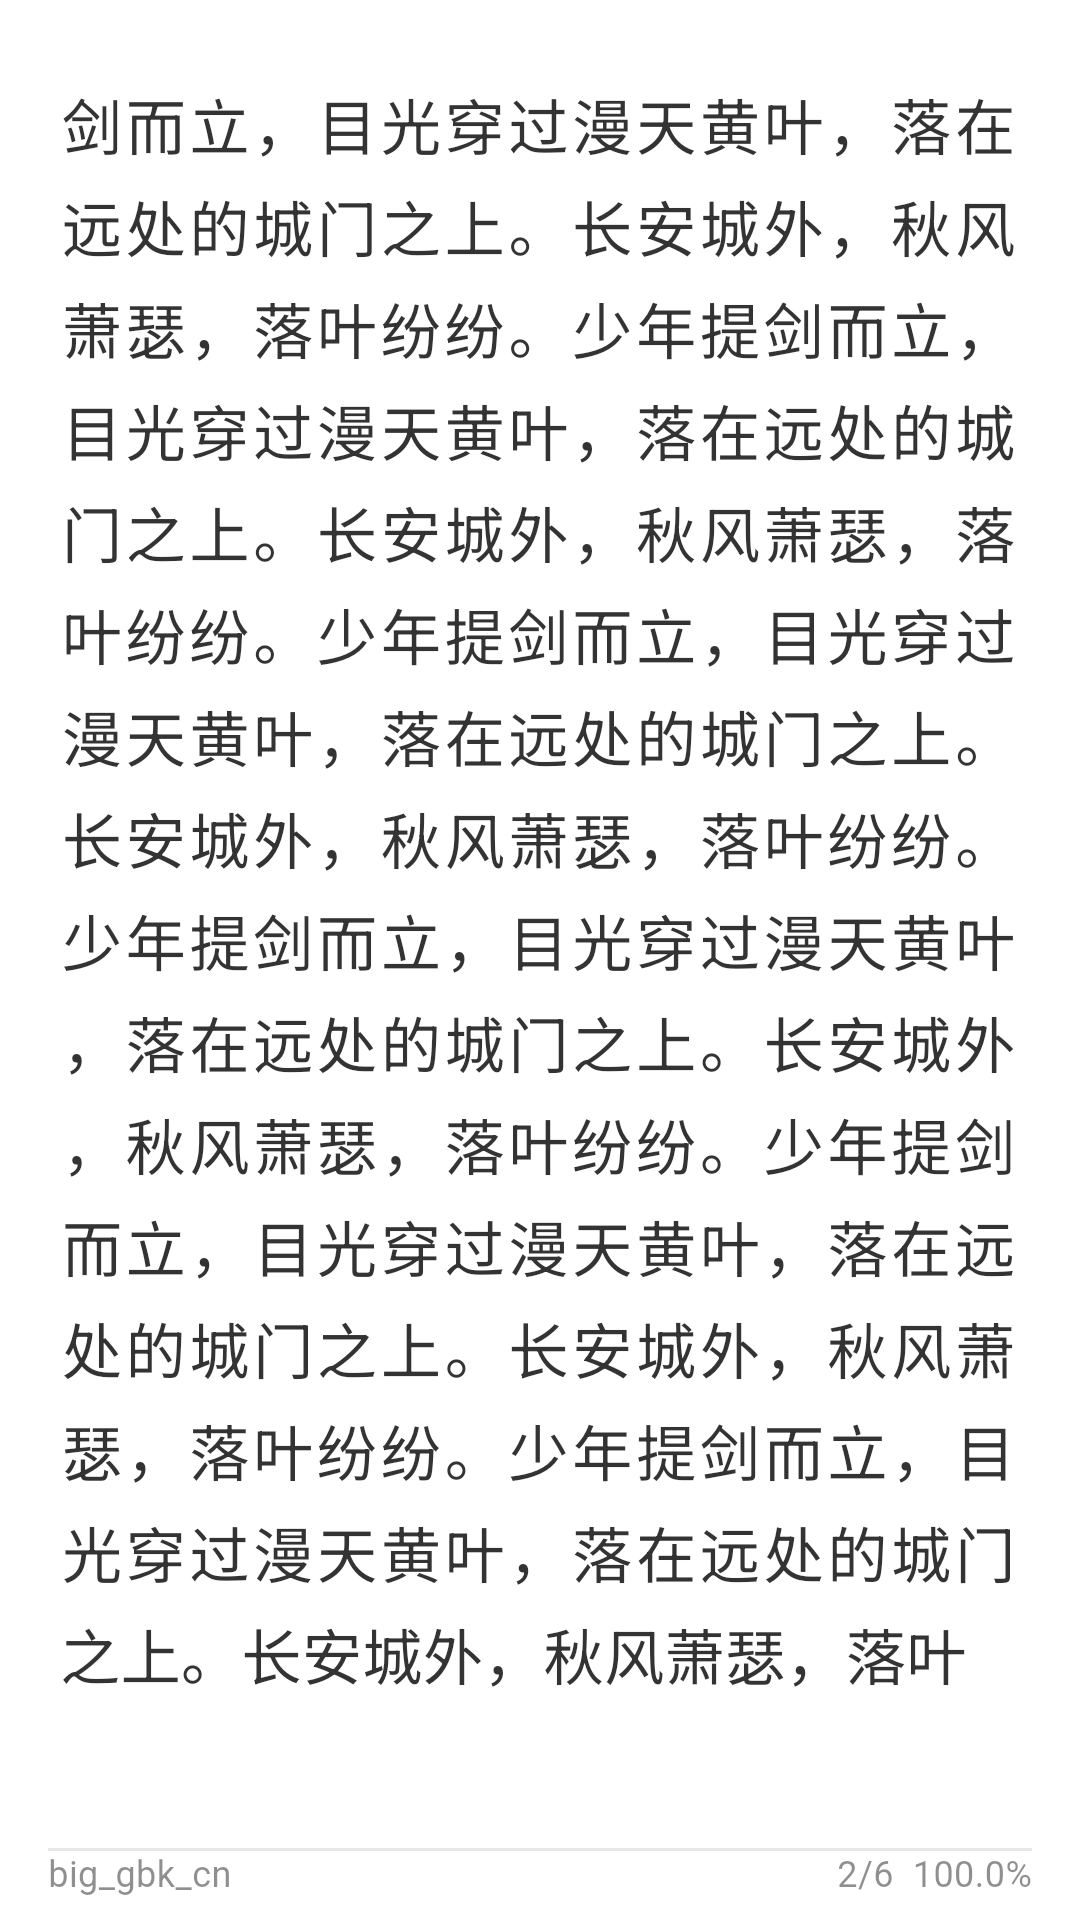 剑而立，目光穿过漫天黄叶，落在
远处的城门之上。长安城外，秋风
萧瑟，落叶纷纷。少年提剑而立，
目光穿过漫天黄叶，落在远处的城
门之上。长安城外，秋风萧瑟，落
叶纷纷。少年提剑而立，目光穿过
漫天黄叶，落在远处的城门之上。
长安城外，秋风萧瑟，落叶纷纷。
少年提剑而立，目光穿过漫天黄叶
，落在远处的城门之上。长安城外
，秋风萧瑟，落叶纷纷。少年提剑
而立，目光穿过漫天黄叶，落在远
处的城门之上。长安城外，秋风萧
瑟，落叶纷纷。少年提剑而立，目
光穿过漫天黄叶，落在远处的城门
之上。长安城外，秋风萧瑟，落叶
big_gbk_cn 2/6 100.0%